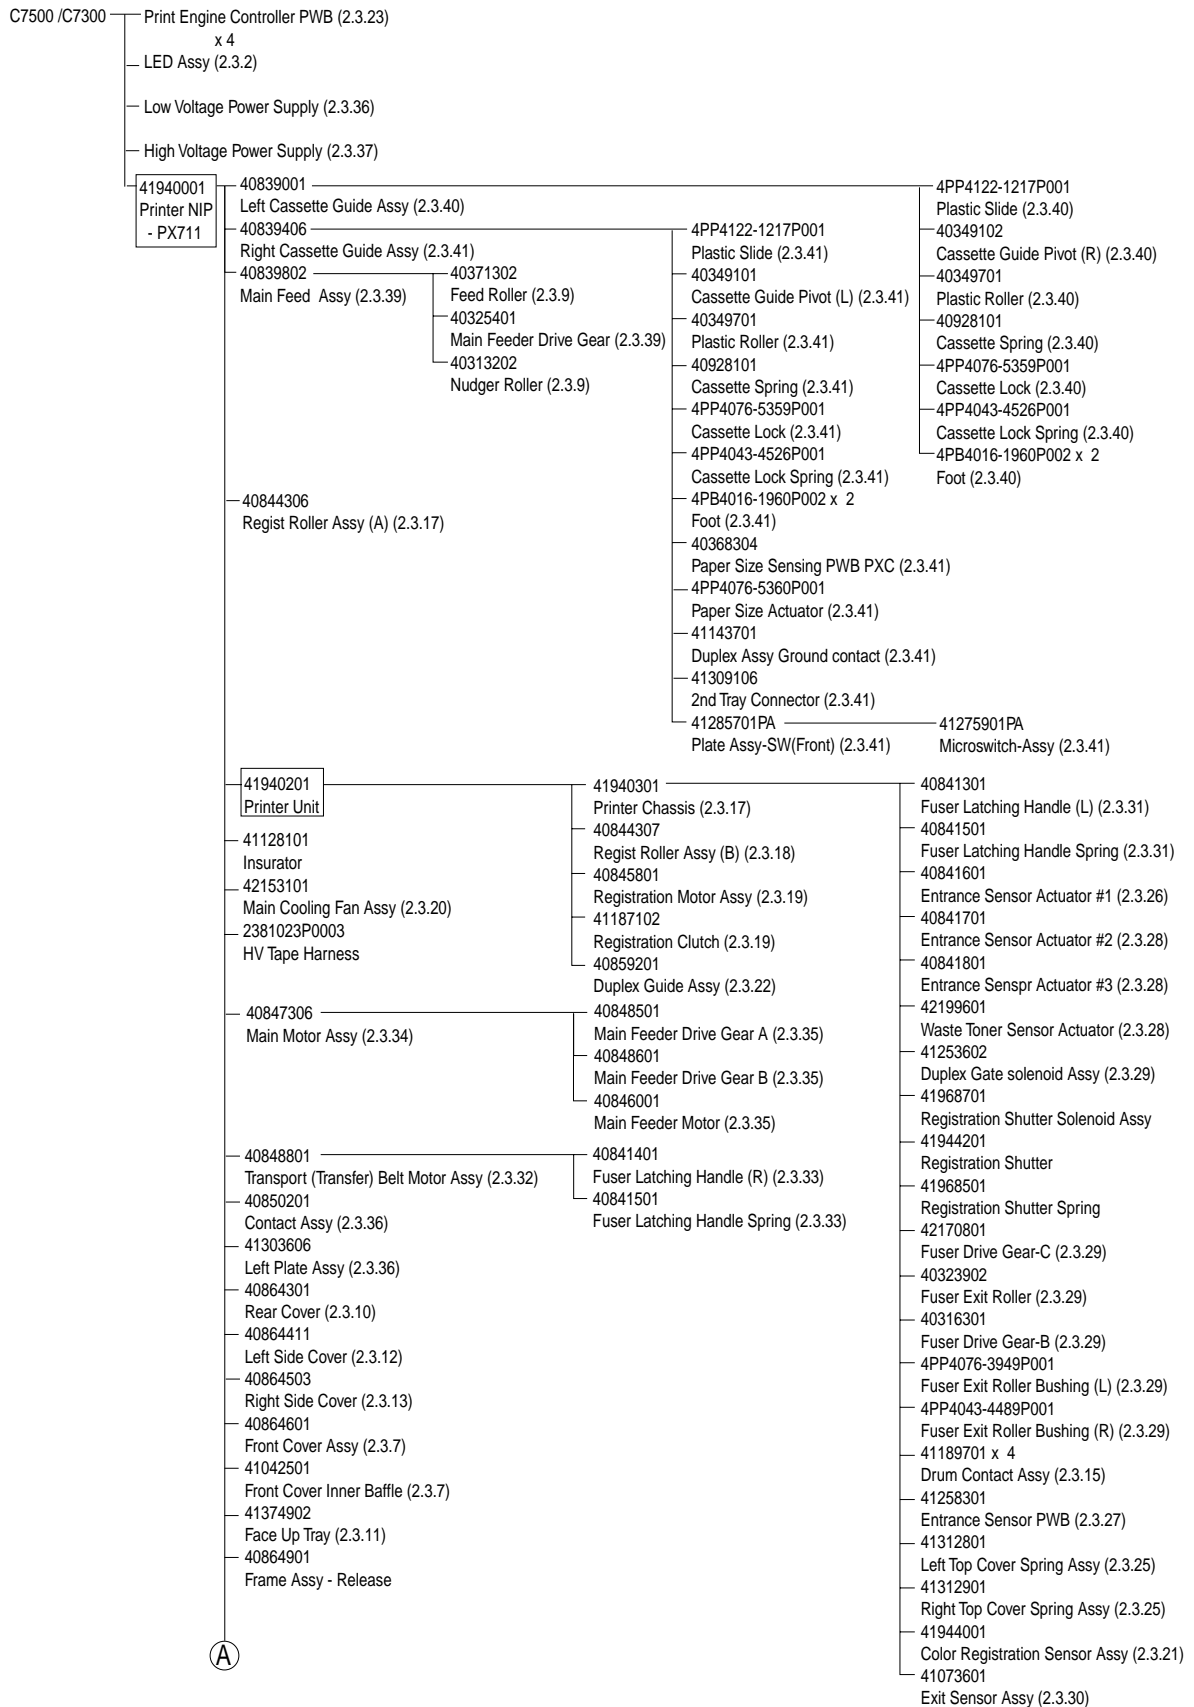 C7500 /C7300
Print Engine Controller PWB (2.3.23)
x 4
LED Assy (2.3.2)
Low Voltage Power Supply (2.3.36)
High Voltage Power Supply (2.3.37)
41940001
Printer NIP
- PX711
40839001
Left Cassette Guide Assy (2.3.40)
40839406
Right Cassette Guide Assy (2.3.41)
40839802
Main Feed Assy (2.3.39)
40371302
Feed Roller (2.3.9)
40325401
Main Feeder Drive Gear (2.3.39)
40313202
Nudger Roller (2.3.9)
4PP4122-1217P001
Plastic Slide (2.3.41)
40349101
Cassette Guide Pivot (L) (2.3.41)
40349701
Plastic Roller (2.3.41)
40928101
Cassette Spring (2.3.41)
4PP4076-5359P001
Cassette Lock (2.3.41)
4PP4043-4526P001
Cassette Lock Spring (2.3.41)
4PB4016-1960P002 x 2
Foot (2.3.41)
40368304
Paper Size Sensing PWB PXC (2.3.41)
4PP4076-5360P001
Paper Size Actuator (2.3.41)
41143701
Duplex Assy Ground contact (2.3.41)
41309106
2nd Tray Connector (2.3.41)
41285701PA
Plate Assy-SW(Front) (2.3.41)
41275901PA
Microswitch-Assy (2.3.41)
4PP4122-1217P001
Plastic Slide (2.3.40)
40349102
Cassette Guide Pivot (R) (2.3.40)
40349701
Plastic Roller (2.3.40)
40928101
Cassette Spring (2.3.40)
4PP4076-5359P001
Cassette Lock (2.3.40)
4PP4043-4526P001
Cassette Lock Spring (2.3.40)
4PB4016-1960P002 x 2
Foot (2.3.40)
40844306
Regist Roller Assy (A) (2.3.17)
41940201
Printer Unit
41128101
Insurator
42153101
Main Cooling Fan Assy (2.3.20)
2381023P0003
HV Tape Harness
41940301
Printer Chassis (2.3.17)
40844307
Regist Roller Assy (B) (2.3.18)
40845801
Registration Motor Assy (2.3.19)
41187102
Registration Clutch (2.3.19)
40859201
Duplex Guide Assy (2.3.22)
40847306
Main Motor Assy (2.3.34)
40848501
Main Feeder Drive Gear A (2.3.35)
40848601
Main Feeder Drive Gear B (2.3.35)
40846001
Main Feeder Motor (2.3.35)
40848801
Transport (Transfer) Belt Motor Assy (2.3.32)
40841401
Fuser Latching Handle (R) (2.3.33)
40841501
Fuser Latching Handle Spring (2.3.33)
40850201
Contact Assy (2.3.36)
41303606
Left Plate Assy (2.3.36)
40864301
Rear Cover (2.3.10)
40864411
Left Side Cover (2.3.12)
40864503
Right Side Cover (2.3.13)
40864601
Front Cover Assy (2.3.7)
41042501
Front Cover Inner Baffle (2.3.7)
41374902
Face Up Tray (2.3.11)
40864901
Frame Assy - Release
A
40841301
Fuser Latching Handle (L) (2.3.31)
40841501
Fuser Latching Handle Spring (2.3.31)
40841601
Entrance Sensor Actuator #1 (2.3.26)
40841701
Entrance Sensor Actuator #2 (2.3.28)
40841801
Entrance Senspr Actuator #3 (2.3.28)
42199601
Waste Toner Sensor Actuator (2.3.28)
41253602
Duplex Gate solenoid Assy (2.3.29)
41968701
Registration Shutter Solenoid Assy
41944201
Registration Shutter
41968501
Registration Shutter Spring
42170801
Fuser Drive Gear-C (2.3.29)
40323902
Fuser Exit Roller (2.3.29)
40316301
Fuser Drive Gear-B (2.3.29)
4PP4076-3949P001
Fuser Exit Roller Bushing (L) (2.3.29)
4PP4043-4489P001
Fuser Exit Roller Bushing (R) (2.3.29)
41189701 x 4
Drum Contact Assy (2.3.15)
41258301
Entrance Sensor PWB (2.3.27)
41312801
Left Top Cover Spring Assy (2.3.25)
41312901
Right Top Cover Spring Assy (2.3.25)
41944001
Color Registration Sensor Assy (2.3.21)
41073601
Exit Sensor Assy (2.3.30)